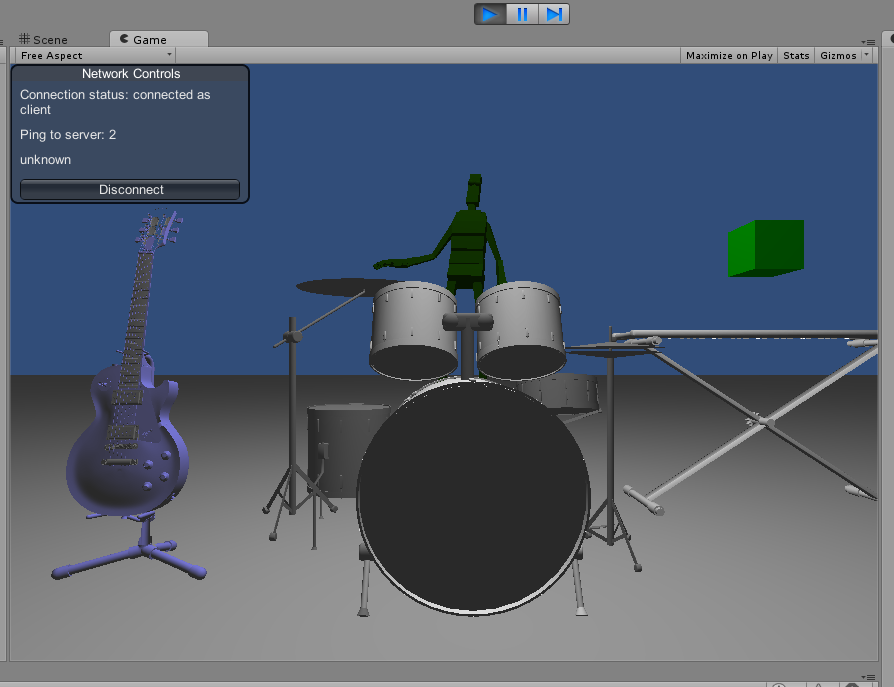 Scene
Game
Free Aspect
Maximize on Play
Stats
Gizmos
Network Controls
Connection status: connected as
client
Ping to server: 2
unknown
Disconnect